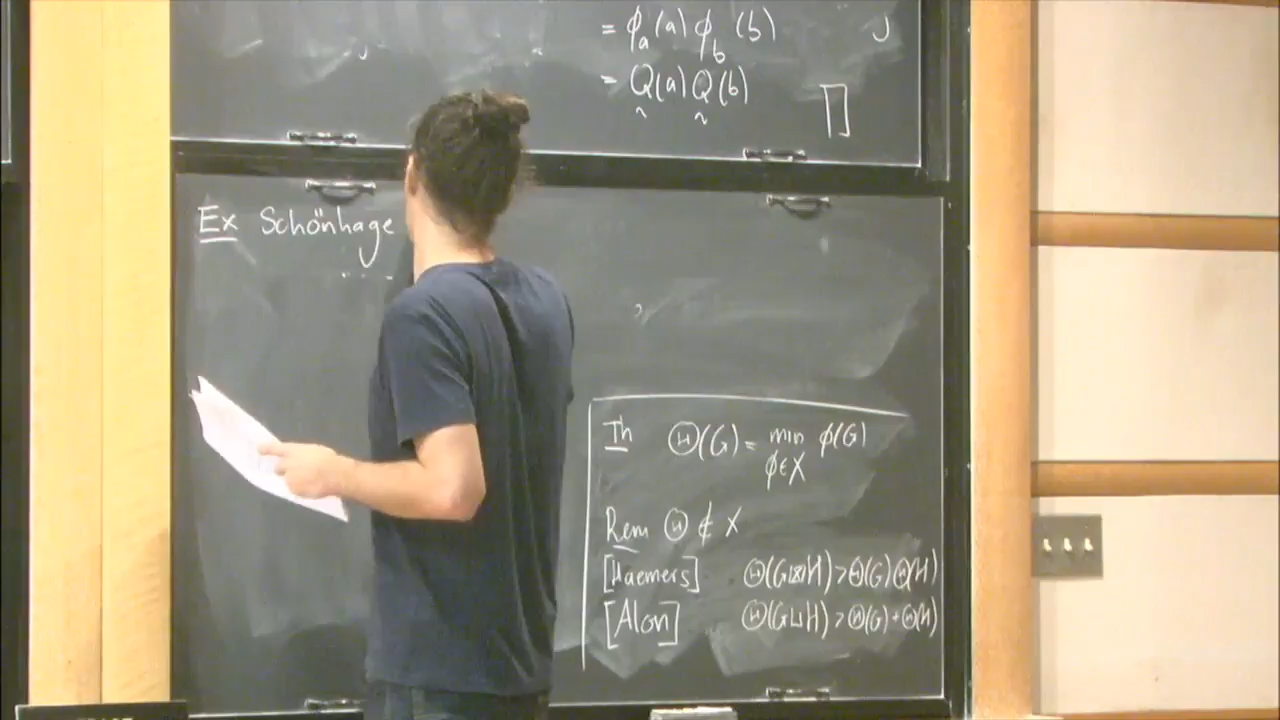 = ϕ_a(a) ϕ_b(b)
= Q(a) Q(b)
Ex Schönhage
Th Θ(G) = min ϕ(G)
ϕ∈X
Rem Θ ∉ X
[Haemers] Θ(G⊠H) > Θ(G) Θ(H)
[Alon] Θ(G⊔H) > Θ(G) + Θ(H)